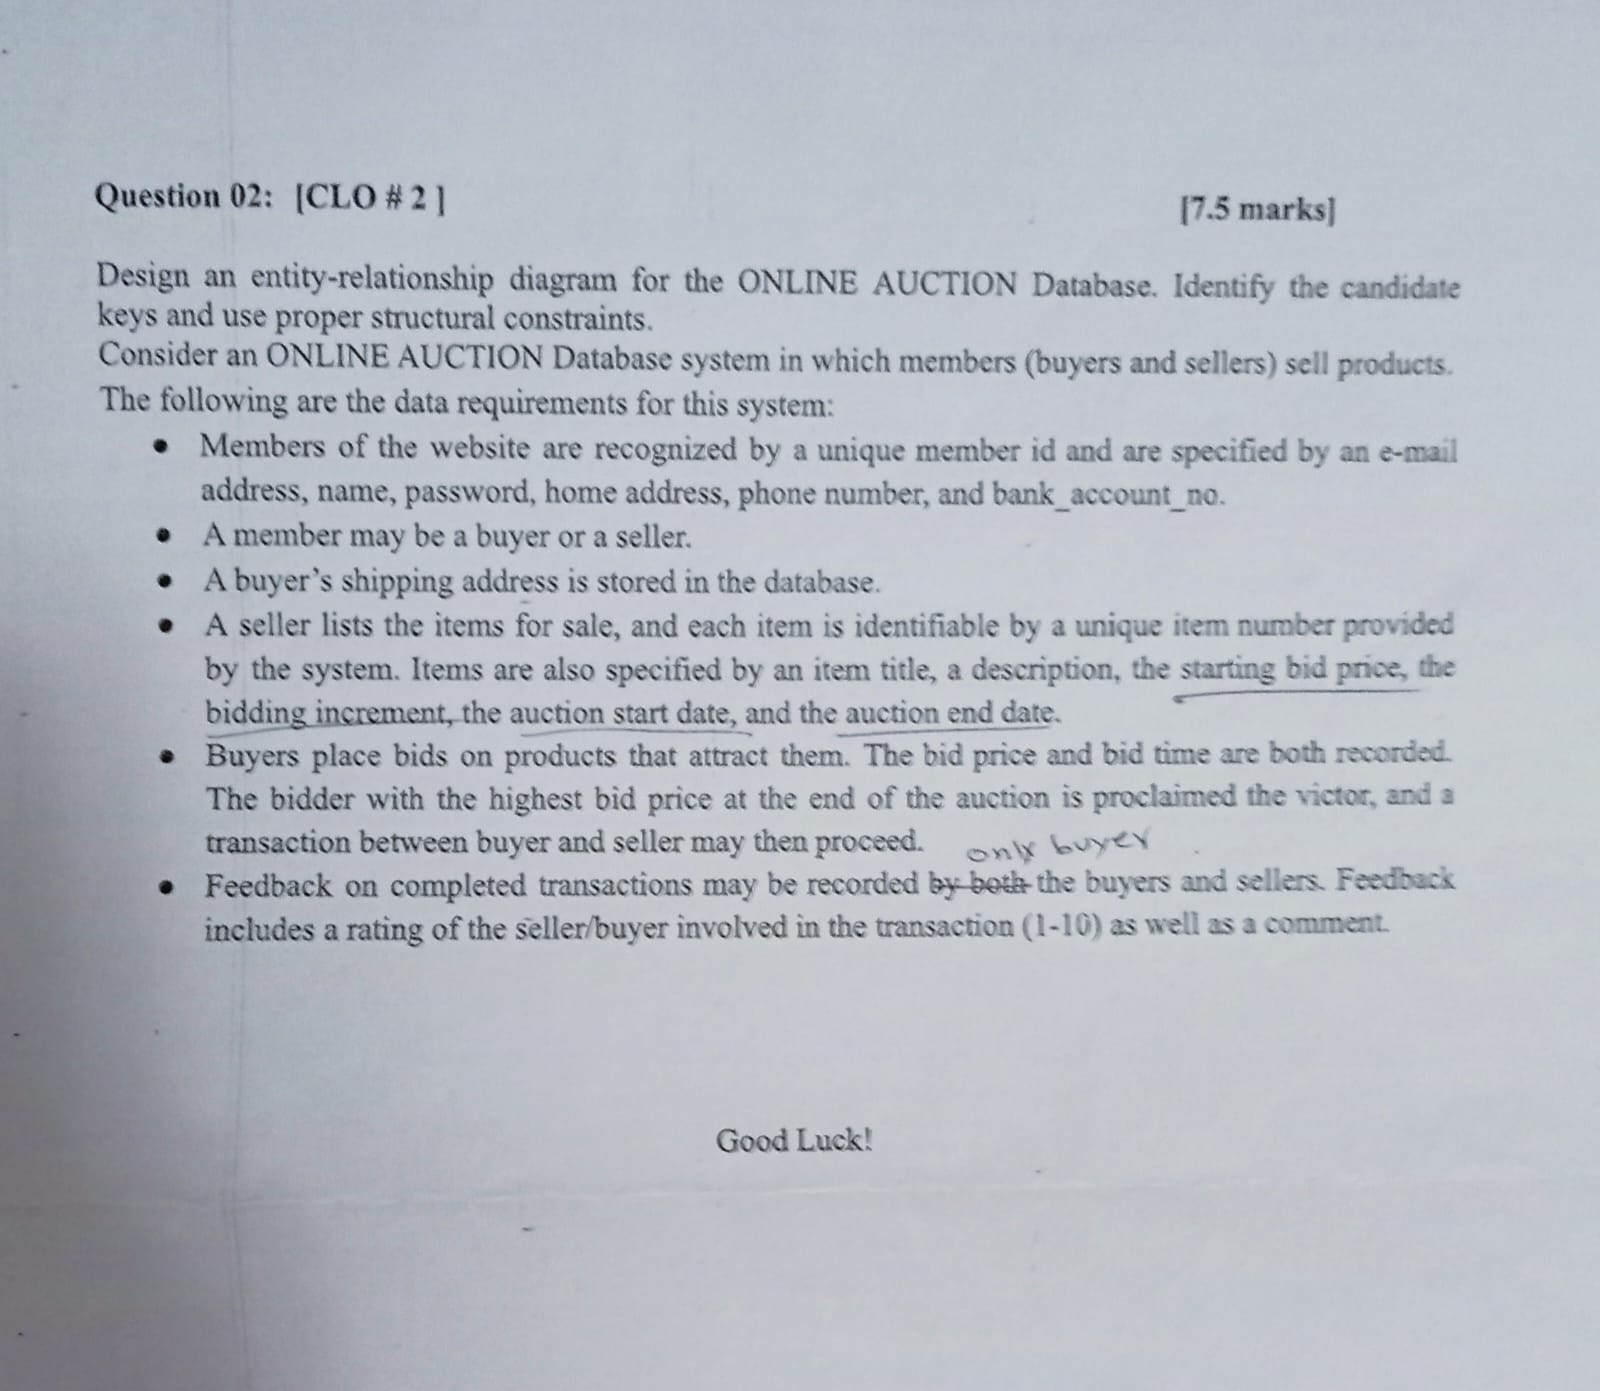 Question 02: [CLO # 2 ]
[7.5 marks]
Design an entity-relationship diagram for the ONLINE AUCTION Database. Identify the candidate
keys and use proper structural constraints.
Consider an ONLINE AUCTION Database system in which members (buyers and sellers) sell products.
The following are the data requirements for this system:
• Members of the website are recognized by a unique member id and are specified by an e-mail
address, name, password, home address, phone number, and bank_account_no.
• A member may be a buyer or a seller.
• A buyer's shipping address is stored in the database.
• A seller lists the items for sale, and each item is identifiable by a unique item number provided
by the system. Items are also specified by an item title, a description, the starting bid price, the
bidding increment, the auction start date, and the auction end date.
• Buyers place bids on products that attract them. The bid price and bid time are both recorded.
The bidder with the highest bid price at the end of the auction is proclaimed the victor, and a
transaction between buyer and seller may then proceed.
only buyer
• Feedback on completed transactions may be recorded by both the buyers and sellers. Feedback
includes a rating of the seller/buyer involved in the transaction (1-10) as well as a comment.
Good Luck!